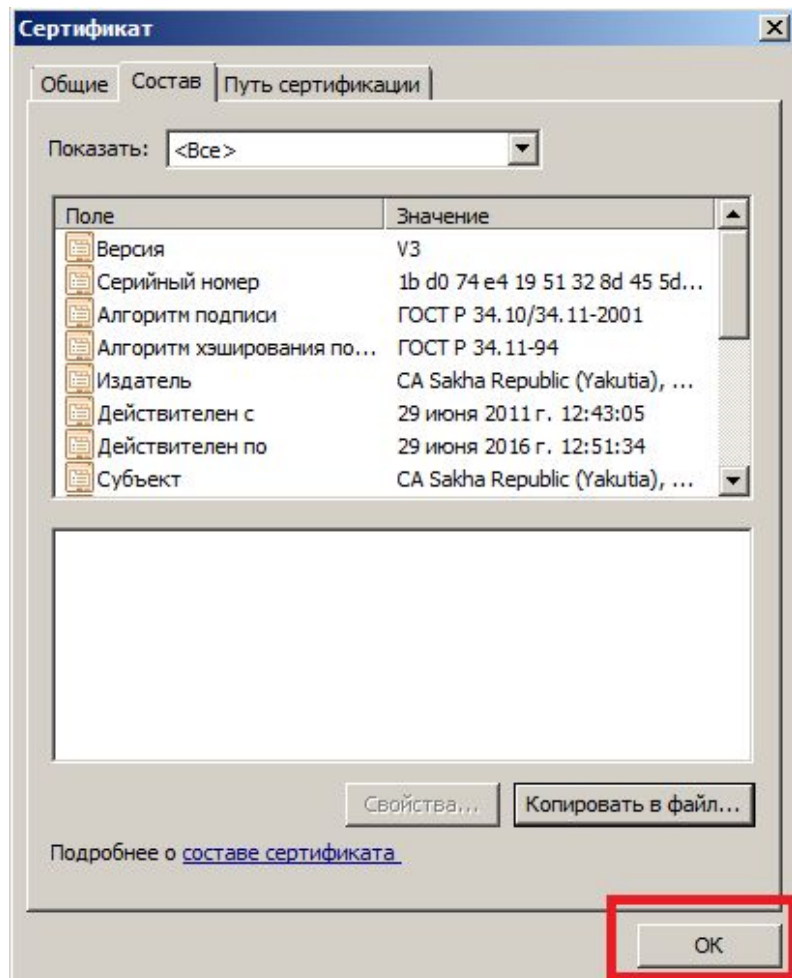 Сертификат
Общие Состав Путь сертификации
Показать: <Все>
Поле Значение
Версия V3
Серийный номер 1b d0 74 e4 19 51 32 8d 45 5d...
Алгоритм подписи ГОСТ Р 34.10/34.11-2001
Алгоритм хэширования по... ГОСТ Р 34.11-94
Издатель CA Sakha Republic (Yakutia), ...
Действителен с 29 июня 2011 г. 12:43:05
Действителен по 29 июня 2016 г. 12:51:34
Субъект CA Sakha Republic (Yakutia), ...
Свойства... Копировать в файл...
Подробнее о составе сертификата
ОК